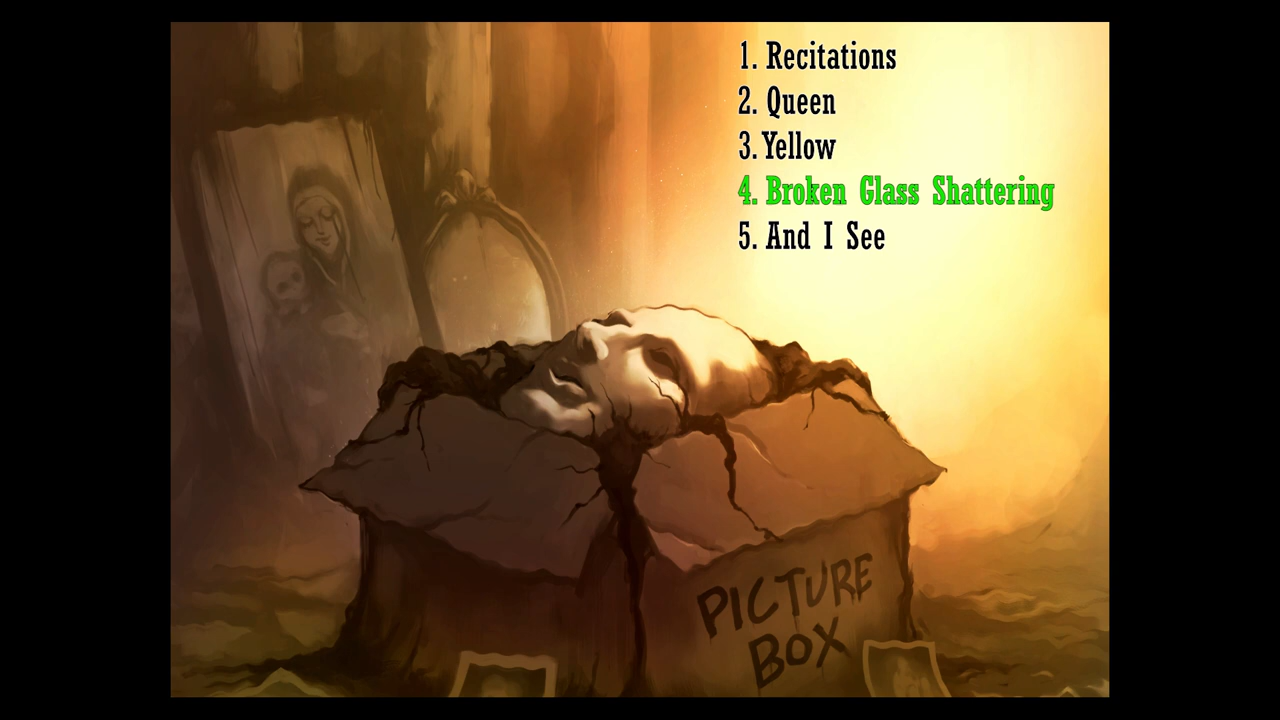 1. Recitations
2. Queen
3. Yellow
4. Broken Glass Shattering
5. And I See
PICTURE
BOX